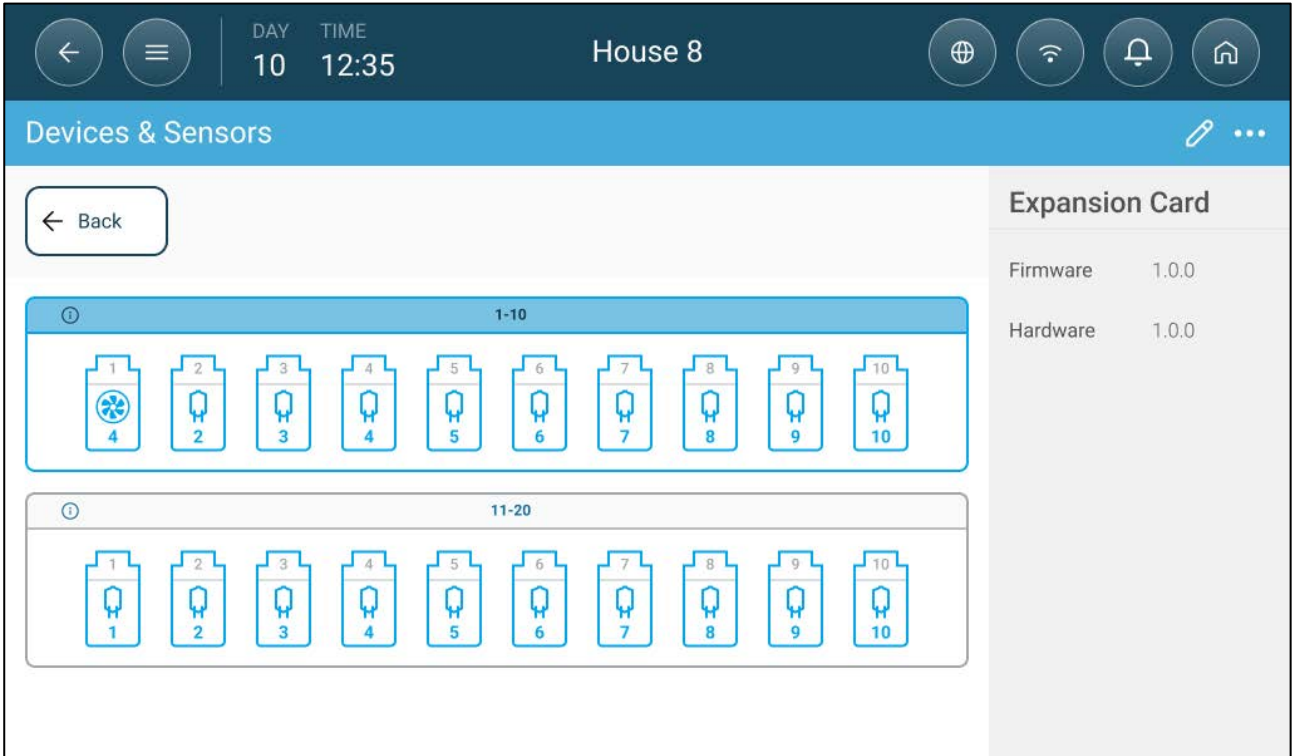 DAY TIME
10 12:35 House 8
Devices & Sensors
Back
Expansion Card
Firmware 1.0.0
Hardware 1.0.0
1-10
1 2 3 4 5 6 7 8 9 10
4 2 3 4 5 6 7 8 9 10
11-20
1 2 3 4 5 6 7 8 9 10
1 2 3 4 5 6 7 8 9 10